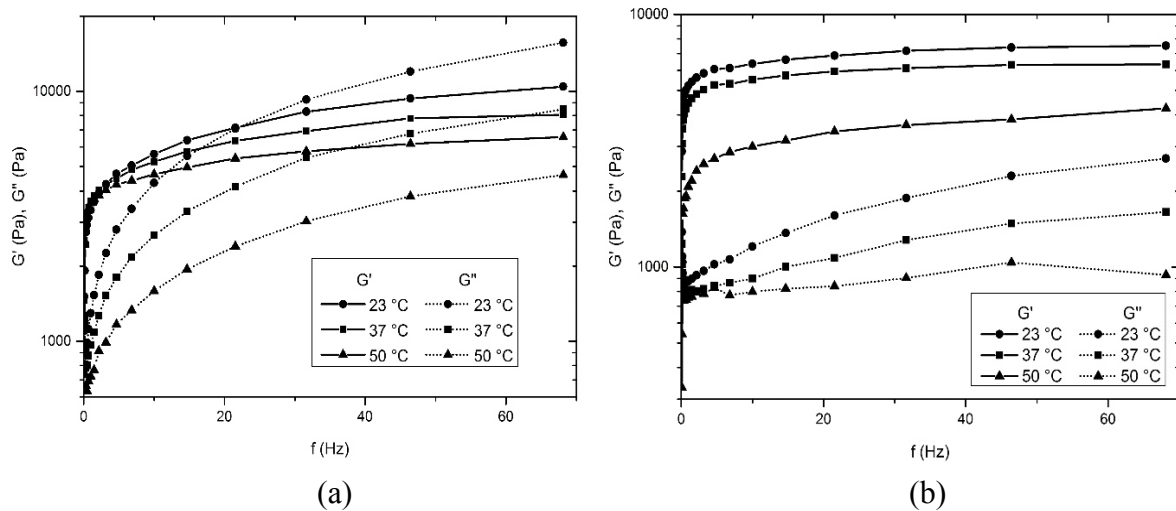 10000
1000
G' (Pa), G" (Pa)
0
20
40
60
f (Hz)
G' G"
23 °C 23 °C
37 °C 37 °C
50 °C 50 °C
(a)
10000
1000
G' (Pa), G'' (Pa)
0
20
40
60
f (Hz)
G' G"
23 °C 23 °C
37 °C 37 °C
50 °C 50 °C
(b)